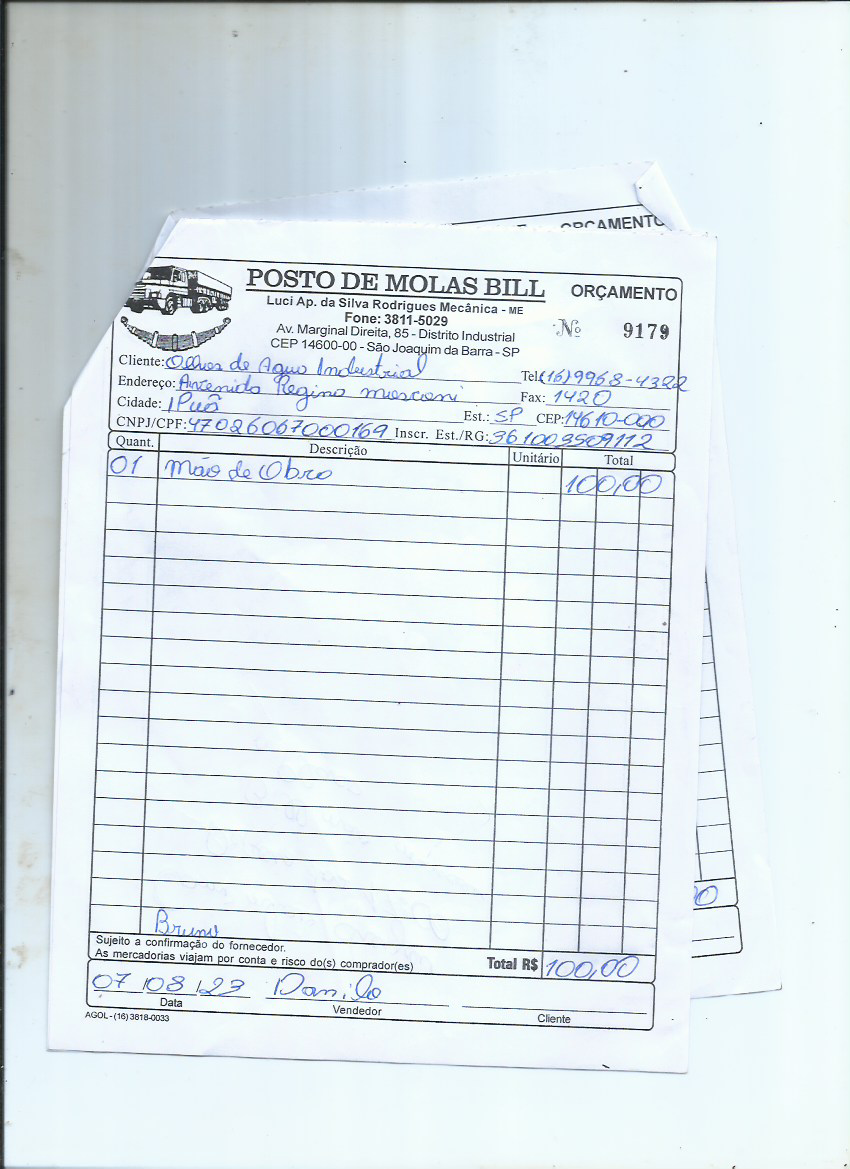 ORÇAMENTO
POSTO DE MOLAS BILL
ORÇAMENTO
Luci Ap. da Silva Rodrigues Mecânica - ME
Fone: 3811-5029
Nº 9179
Av. Marginal Direita, 85 - Distrito Industrial
CEP 14600-00 - São Joaquim da Barra - SP
Cliente: Olhos de Agua Industrial Tel.(16)9968-4322
Endereço: Avenida Regina mosconi Fax: 1420
Cidade: IPuã Est.: SP CEP: 14610-000
CNPJ/CPF: 47026067000169 Inscr. Est./RG: 361003509112
Quant. Descrição Unitário Total
01 Mão de Obra 100,00
Bruno
Sujeito a confirmação do fornecedor.
As mercadorias viajam por conta e risco do(s) comprador(es) Total R$ 100,00
07/08/23 Danilo
Data Vendedor Cliente
AGOL - (16) 3818-0033